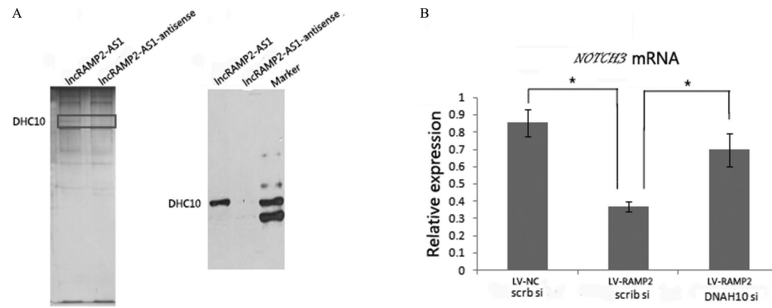 A
lncRAMP2-AS1
lncRAMP2-AS1-antisense
DHC10
lncRAMP2-AS1
lncRAMP2-AS1-antisense
Marker
DHC10
B
NOTCH3 mRNA
*
*
Relative expression
1
0.9
0.8
0.7
0.6
0.5
0.4
0.3
0.2
0.1
0
LV-NC
scrb si
LV-RAMP2
scrib si
LV-RAMP2
DNAH10 si